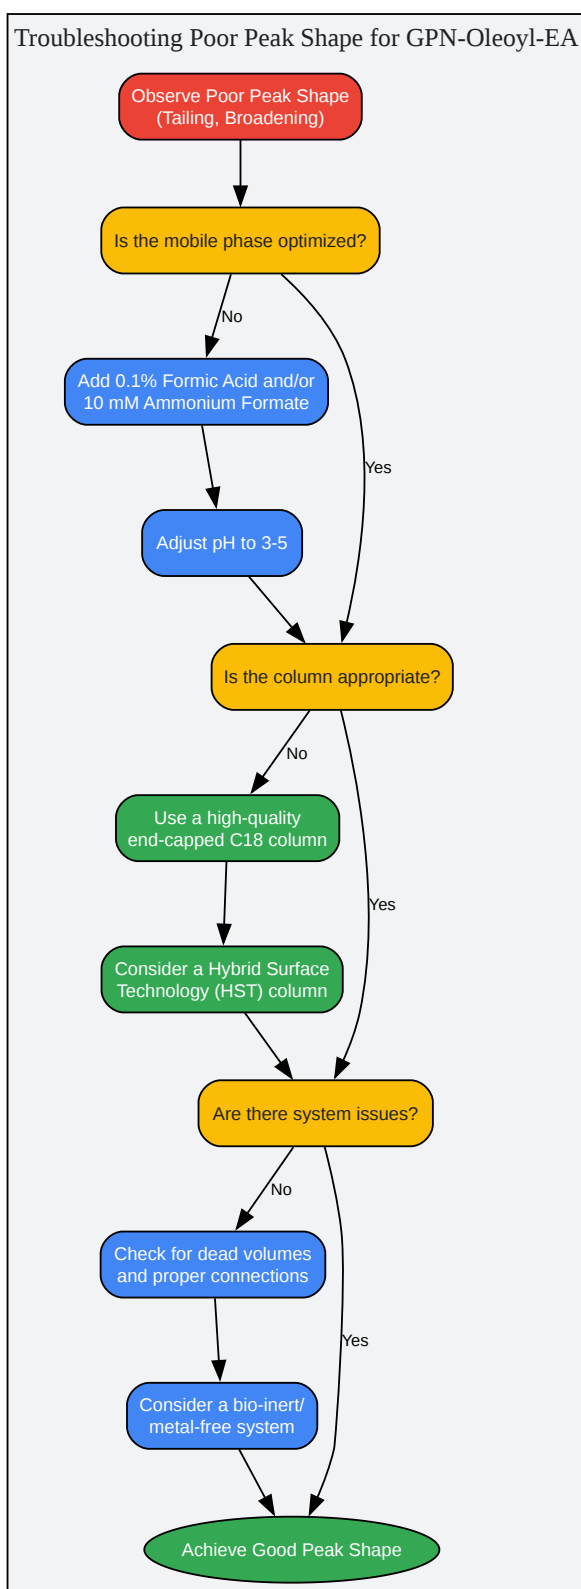 Troubleshooting Poor Peak Shape for GPN-Oleoyl-EA
Observe Poor Peak Shape
(Tailing, Broadening)
Is the mobile phase optimized?
No
Add 0.1% Formic Acid and/or
10 mM Ammonium Formate
Yes
Adjust pH to 3-5
Is the column appropriate?
No
Use a high-quality
end-capped C18 column
Yes
Consider a Hybrid Surface
Technology (HST) column
Are there system issues?
No
Check for dead volumes
and proper connections
Yes
Consider a bio-inert/
metal-free system
Achieve Good Peak Shape